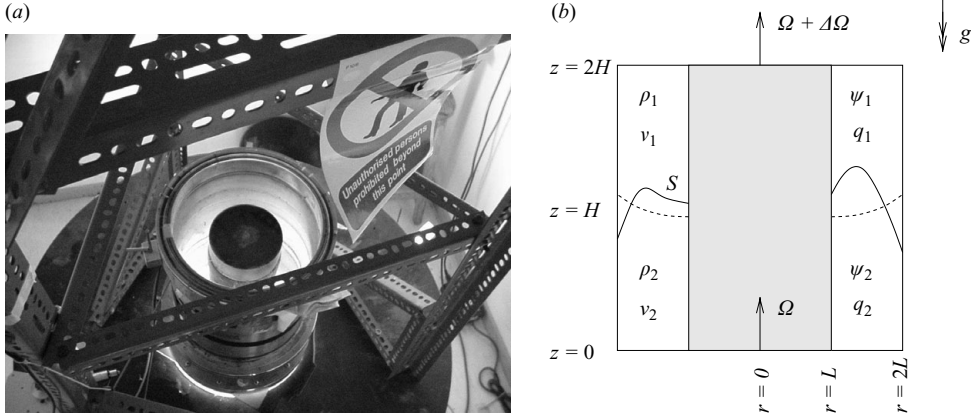 (a)
Unauthorised persons
prohibited beyond
this point
(b)
Ω + ΔΩ
g
z = 2H
ρ₁
ψ₁
v₁
q₁
S
z = H
ρ₂
ψ₂
v₂
Ω
q₂
z = 0
r = 0
r = L
r = 2L